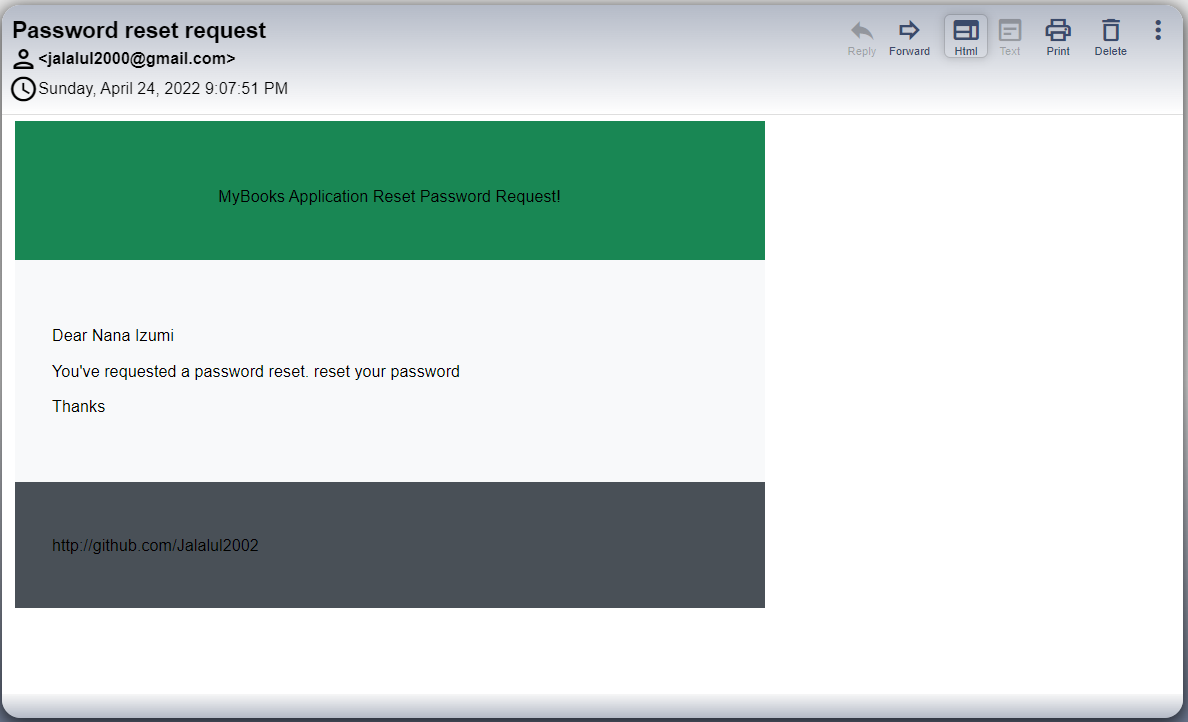 Password reset request
<jalalul2000@gmail.com>
Sunday, April 24, 2022 9:07:51 PM
Reply
Forward
Html
Text
Print
Delete
MyBooks Application Reset Password Request!
Dear Nana Izumi
You've requested a password reset. reset your password
Thanks
http://github.com/Jalalul2002